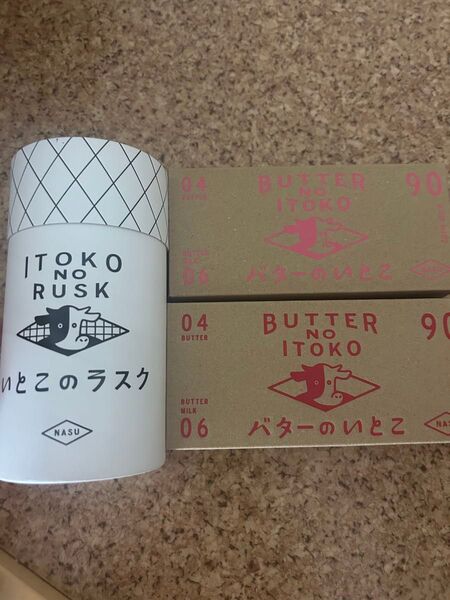 ITOKO
NO
RUSK
いとこのラスク
NASU
04
BUTTER
NO
ITOKO
90
06
バターのいとこ
NASU
04
BUTTER
BUTTER
NO
ITOKO
90
BUTTER
MILK
06
バターのいとこ